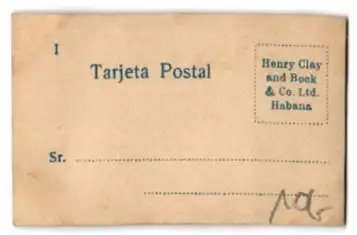 I
Tarjeta Postal
Henry Clay
and Bock
& Co. Ltd.
Habana
Sr.